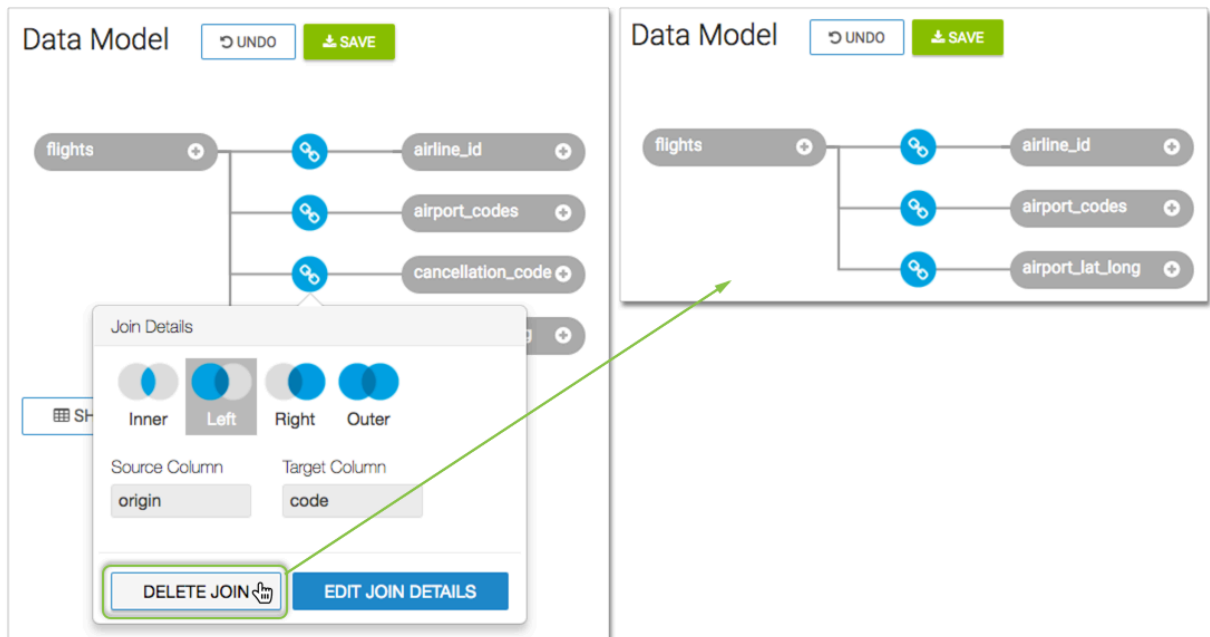 Data Model
UNDO
SAVE
flights
airline_id
airport_codes
cancellation_code
g
Join Details
Inner
Left
Right
Outer
Source Column
Target Column
origin
code
DELETE JOIN
EDIT JOIN DETAILS
SH
Data Model
UNDO
SAVE
flights
airline_id
airport_codes
airport_lat_long